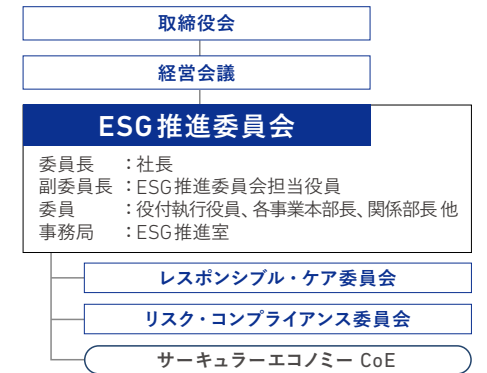 取締役会
経営会議
ESG推進委員会
委員長　：社長
副委員長：ESG推進委員会担当役員
委員　　：役付執行役員、各事業本部長、関係部長 他
事務局　：ESG推進室
レスポンシブル・ケア委員会
リスク・コンプライアンス委員会
サーキュラーエコノミー CoE